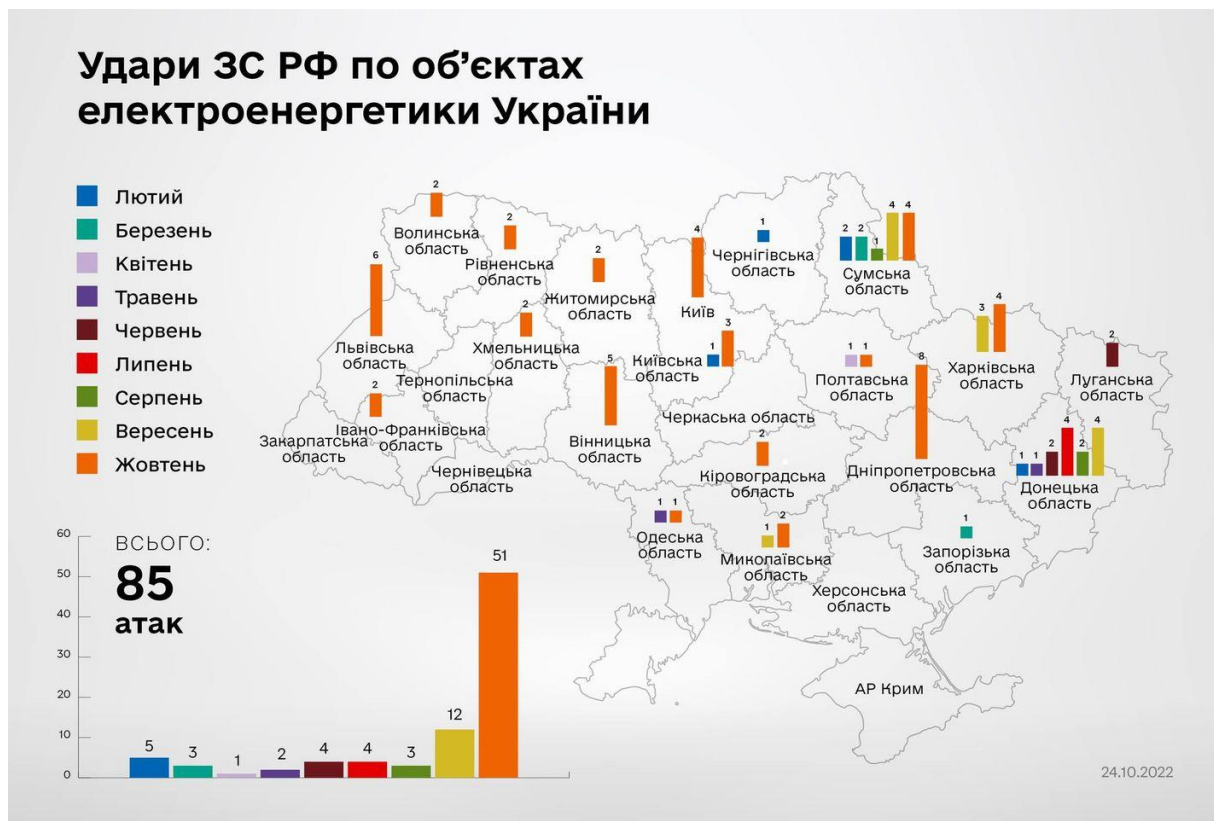 Удари ЗС РФ по об’єктах
електроенергетики України
Лютий
Березень
Квітень
Травень
Червень
Липень
Серпень
Вересень
Жовтень
2
Волинська
область
2
Рівненська
область
2
Житомирська
область
4
Київ
1
Чернігівська
область
2 2 1 4 4
Сумська
область
6
Львівська
область
2
Хмельницька
область
Тернопільська
область
1 3
Київська
область
1 1
Полтавська
область
3 4
Харківська
область
2
Луганська
область
2
Івано-Франківська
область
Закарпатська
область
Чернівецька
область
5
Вінницька
область
Черкаська область
2
Кіровоградська
область
8
Дніпропетровська
область
1 1 2 4 2 4
Донецька
область
1 1
Одеська
область
1 2
Миколаївська
область
1
Запорізька
область
Херсонська
область
АР Крим
ВСЬОГО:
85
атак
60
50
40
30
20
10
0
5 3 1 2 4 4 3 12 51
24.10.2022